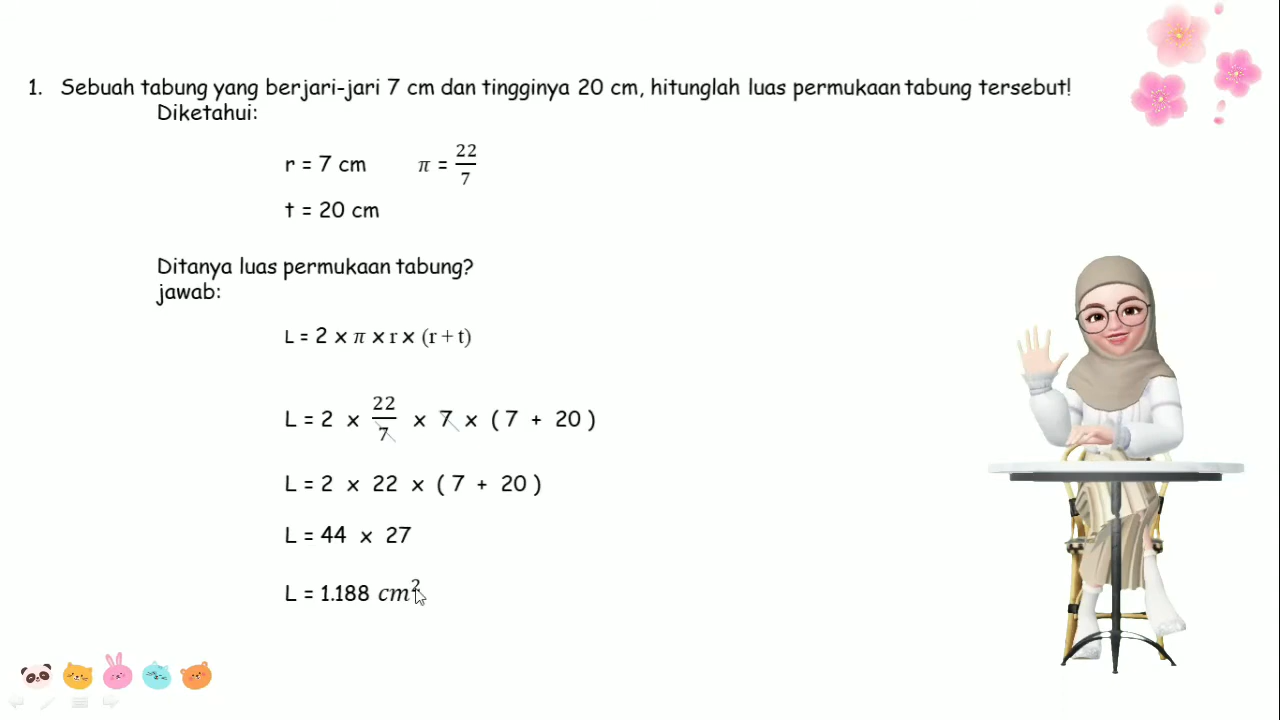 1. Sebuah tabung yang berjari-jari 7 cm dan tingginya 20 cm, hitunglah luas permukaan tabung tersebut!
Diketahui:
r = 7 cm π = 22/7
t = 20 cm
Ditanya luas permukaan tabung?
jawab:
L = 2 x π x r x (r + t)
L = 2 x 22/7 x 7 x ( 7 + 20 )
L = 2 x 22 x ( 7 + 20 )
L = 44 x 27
L = 1.188 cm²